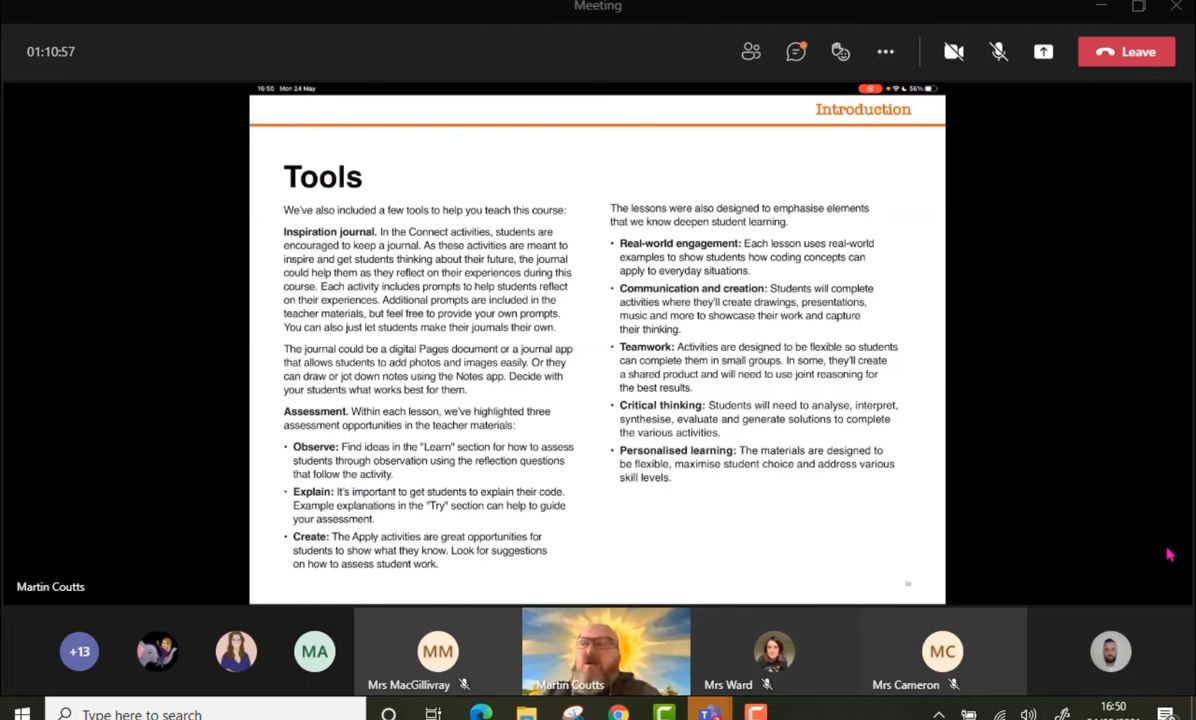 Meeting
01:10:57
Leave
16:50 Mon 24 May
56%
Introduction
Tools
We've also included a few tools to help you teach this course:
Inspiration journal. In the Connect activities, students are
encouraged to keep a journal. As these activities are meant to
inspire and get students thinking about their future, the journal
could help them as they reflect on their experiences during this
course. Each activity includes prompts to help students reflect
on their experiences. Additional prompts are included in the
teacher materials, but feel free to provide your own prompts.
You can also just let students make their journals their own.
The journal could be a digital Pages document or a journal app
that allows students to add photos and images easily. Or they
can draw or jot down notes using the Notes app. Decide with
your students what works best for them.
Assessment. Within each lesson, we've highlighted three
assessment opportunities in the teacher materials:
• Observe: Find ideas in the "Learn" section for how to assess
students through observation using the reflection questions
that follow the activity.
• Explain: It's important to get students to explain their code.
Example explanations in the "Try" section can help to guide
your assessment.
• Create: The Apply activities are great opportunities for
students to show what they know. Look for suggestions
on how to assess student work.
The lessons were also designed to emphasise elements
that we know deepen student learning.
• Real-world engagement: Each lesson uses real-world
examples to show students how coding concepts can
apply to everyday situations.
• Communication and creation: Students will complete
activities where they'll create drawings, presentations,
music and more to showcase their work and capture
their thinking.
• Teamwork: Activities are designed to be flexible so students
can complete them in small groups. In some, they'll create
a shared product and will need to use joint reasoning for
the best results.
• Critical thinking: Students will need to analyse, interpret,
synthesise, evaluate and generate solutions to complete
the various activities.
• Personalised learning: The materials are designed to
be flexible, maximise student choice and address various
skill levels.
ix
Martin Coutts
+13
MA
MM
MC
Mrs MacGillivray
Martin Coutts
Mrs Ward
Mrs Cameron
Type here to search
16:50